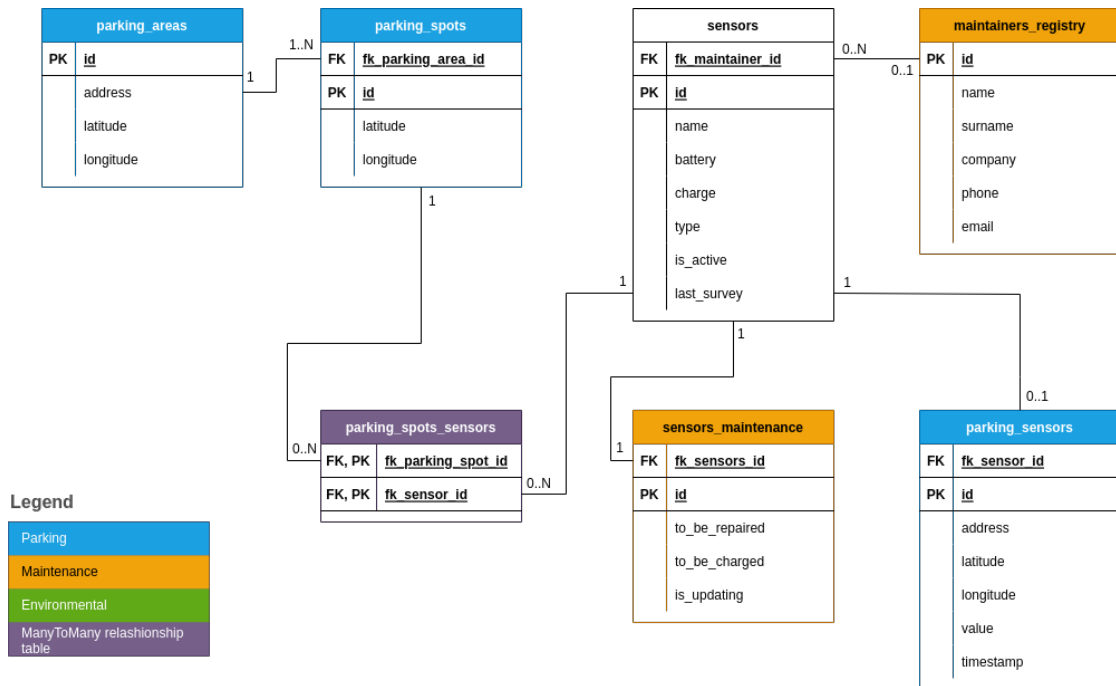 parking_areas
PK id
address
latitude
longitude
1
1..N
parking_spots
FK fk_parking_area_id
PK id
latitude
longitude
1
sensors
FK fk_maintainer_id
PK id
name
battery
charge
type
is_active
last_survey
0..N
0..1
maintainers_registry
PK id
name
surname
company
phone
email
1
1
1
0..N
parking_spots_sensors
FK, PK fk_parking_spot_id
FK, PK fk_sensor_id
0..N
1
sensors_maintenance
FK fk_sensors_id
PK id
to_be_repaired
to_be_charged
is_updating
0..1
parking_sensors
FK fk_sensor_id
PK id
address
latitude
longitude
value
timestamp
Legend
Parking
Maintenance
Environmental
ManyToMany relashionship
table